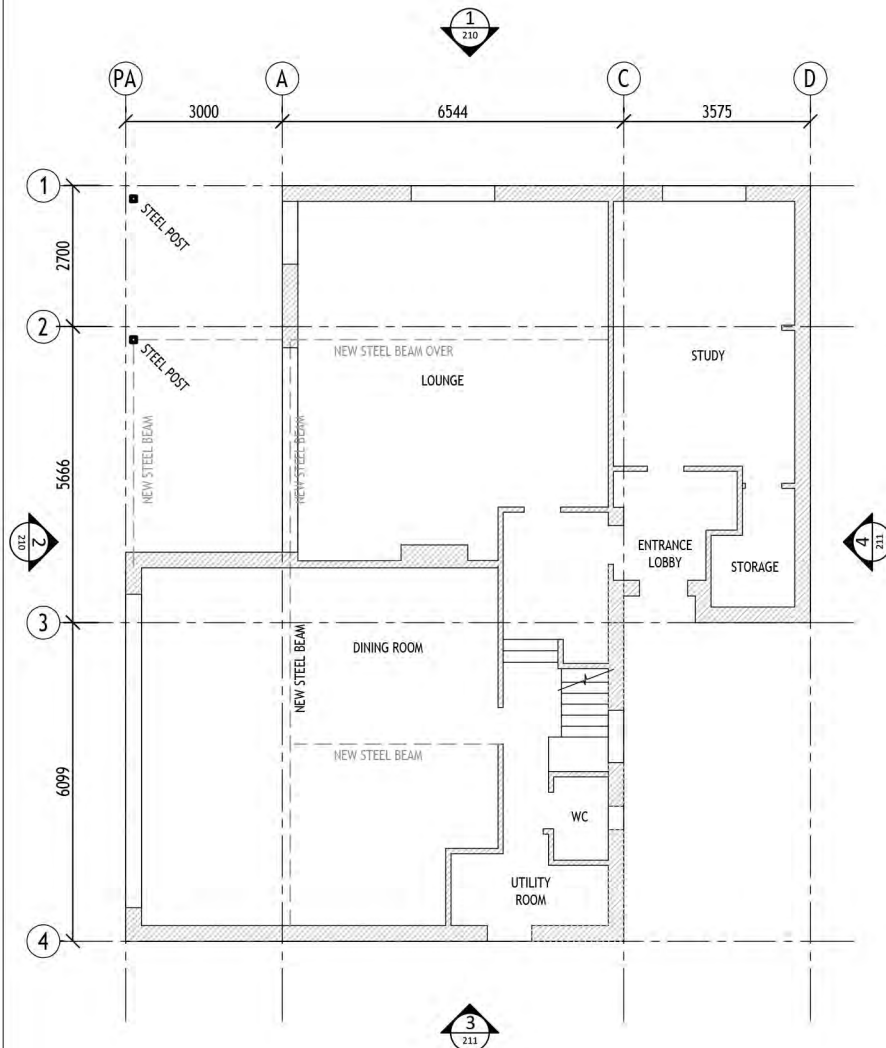 1
210
PA
A
C
D
3000
6544
3575
1
STEEL POST
2700
2
STEEL POST
NEW STEEL BEAM OVER
LOUNGE
STUDY
NEW STEEL BEAM
NEW STEEL BEAM
5666
2
210
4
211
ENTRANCE
LOBBY
STORAGE
3
DINING ROOM
NEW STEEL BEAM
NEW STEEL BEAM
6099
WC
UTILITY
ROOM
4
3
211